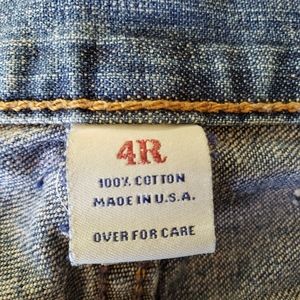 4R
100% COTTON
MADE IN U.S.A.
OVER FOR CARE